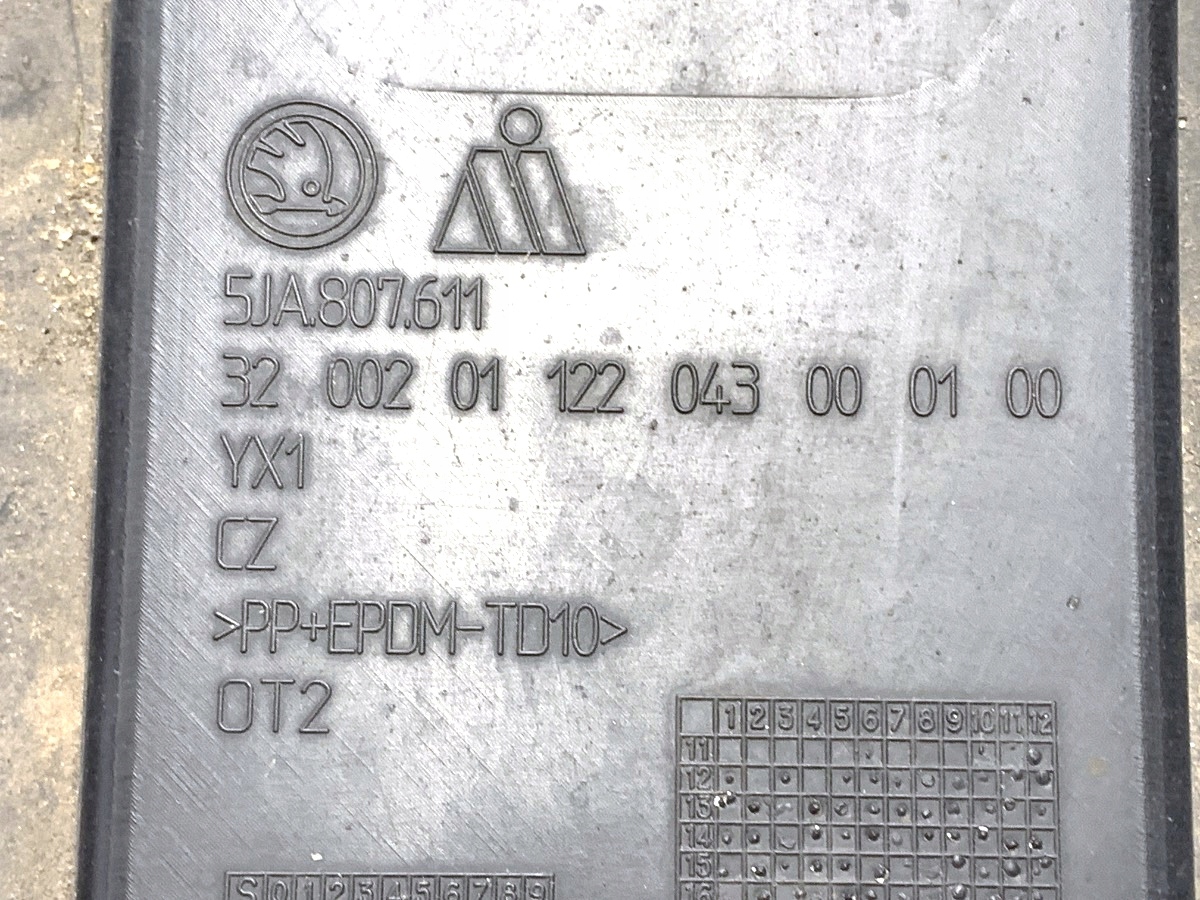 5JA.807.611
32 002 01 122 043 00 01 00
YX1
CZ
>PP+EPDM-TD10>
OT2
1 2 3 4 5 6 7 8 9 10 11 12
11
12
13
14
15
16
S 0 1 2 3 4 5 6 7 8 9